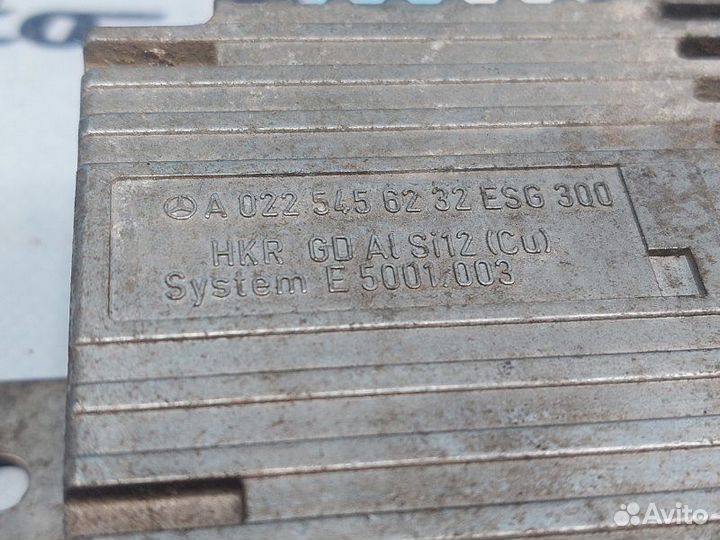 A 022 545 62 32 ESG 300
HKR GD Al Si12 (Cu)
System E 5001.003
Avito